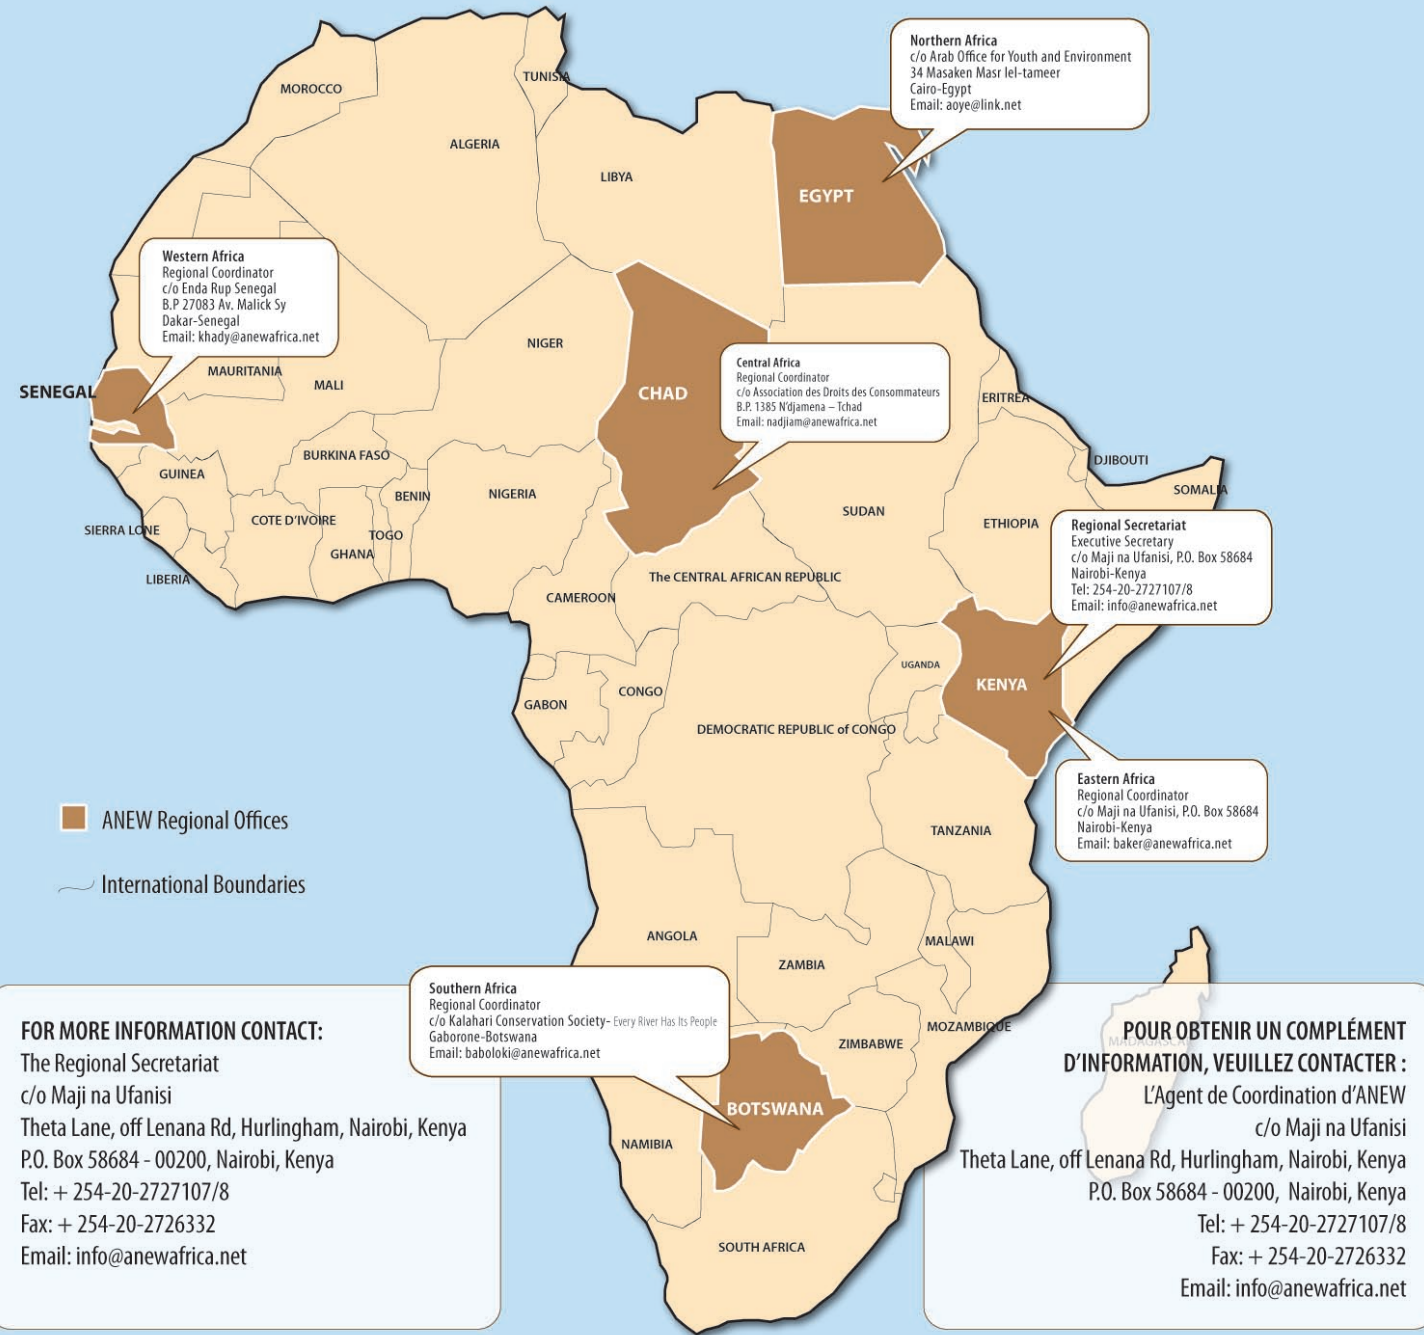 Northern Africa
c/o Arab Office for Youth and Environment
34 Masaken Masr lel-tameer
Cairo-Egypt
Email: aoye@link.net
TUNISIA
MOROCCO
ALGERIA
LIBYA
EGYPT
Western Africa
Regional Coordinator
c/o Enda Rup Senegal
B.P 27083 Av. Malick Sy
Dakar-Senegal
Email: khady@anewafrica.net
NIGER
MAURITANIA
MALI
SENEGAL
CHAD
Central Africa
Regional Coordinator
c/o Association des Droits des Consommateurs
B.P. 1385 N'djamena – Tchad
Email: nadjiam@anewafrica.net
ERITREA
BURKINA FASO
DJIBOUTI
GUINEA
SOMALIA
BENIN
NIGERIA
SUDAN
ETHIOPIA
COTE D'IVOIRE
SIERRA LONE
TOGO
GHANA
LIBERIA
Regional Secretariat
Executive Secretary
c/o Maji na Ufanisi, P.O. Box 58684
Nairobi-Kenya
Tel: 254-20-2727107/8
Email: info@anewafrica.net
The CENTRAL AFRICAN REPUBLIC
CAMEROON
UGANDA
KENYA
CONGO
GABON
DEMOCRATIC REPUBLIC of CONGO
Eastern Africa
Regional Coordinator
c/o Maji na Ufanisi, P.O. Box 58684
Nairobi-Kenya
Email: baker@anewafrica.net
ANEW Regional Offices
International Boundaries
TANZANIA
ANGOLA
MALAWI
ZAMBIA
Southern Africa
Regional Coordinator
c/o Kalahari Conservation Society- Every River Has Its People
Gaborone-Botswana
Email: baboloki@anewafrica.net
MOZAMBIQUE
ZIMBABWE
MADAGASCAR
BOTSWANA
NAMIBIA
SOUTH AFRICA
FOR MORE INFORMATION CONTACT:
The Regional Secretariat
c/o Maji na Ufanisi
Theta Lane, off Lenana Rd, Hurlingham, Nairobi, Kenya
P.O. Box 58684 - 00200, Nairobi, Kenya
Tel: + 254-20-2727107/8
Fax: + 254-20-2726332
Email: info@anewafrica.net
POUR OBTENIR UN COMPLÉMENT
D'INFORMATION, VEUILLEZ CONTACTER :
L'Agent de Coordination d'ANEW
c/o Maji na Ufanisi
Theta Lane, off Lenana Rd, Hurlingham, Nairobi, Kenya
P.O. Box 58684 - 00200, Nairobi, Kenya
Tel: + 254-20-2727107/8
Fax: + 254-20-2726332
Email: info@anewafrica.net